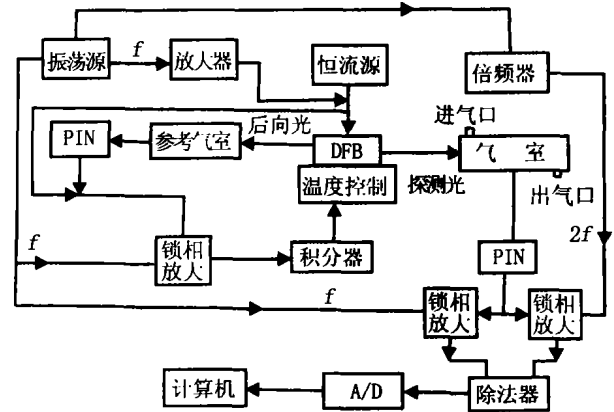 振荡源
f
放大器
恒流源
倍频器
进气口
PIN
参考气室
后向光
DFB
气 室
温度控制
探测光
出气口
f
锁相
放大
积分器
PIN
2f
f
锁相
放大
锁相
放大
计算机
A/D
除法器